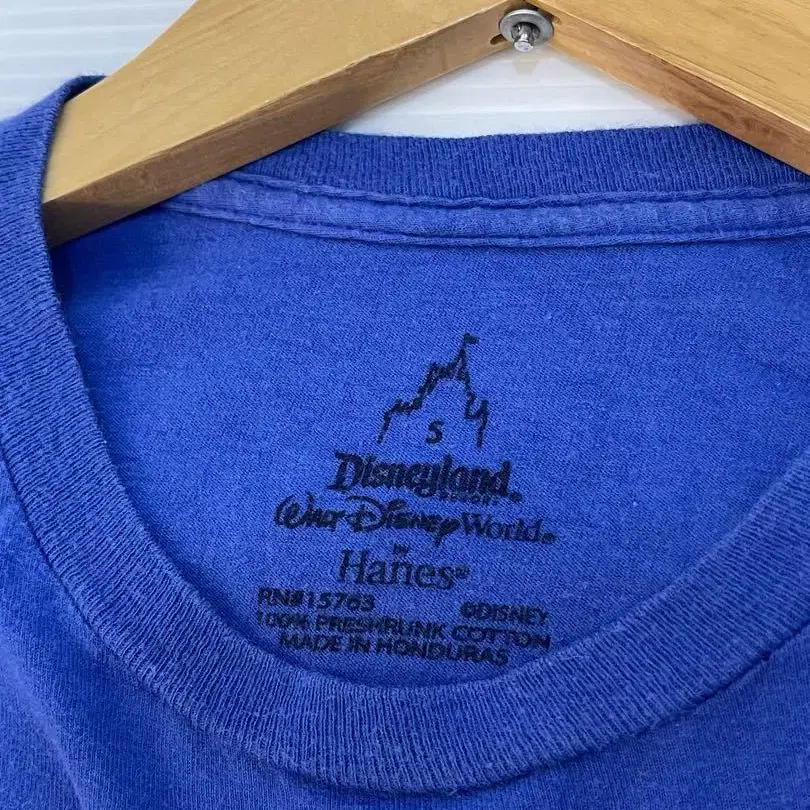 S
Disneyland
RESORT®
WALT DISNEY World®
BY
Hanes®
RN#15763 ©DISNEY.
100% PRESHRUNK COTTON
MADE IN HONDURAS